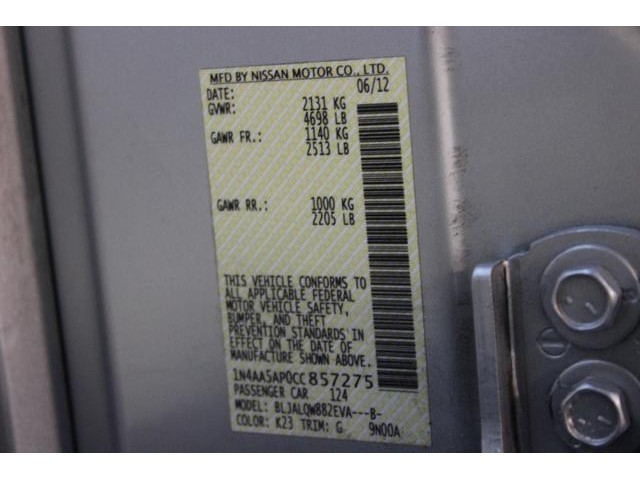 MFD BY NISSAN MOTOR CO., LTD.
DATE: 06/12
GVWR: 2131 KG
4698 LB
GAWR FR.: 1140 KG
2513 LB
GAWR RR.: 1000 KG
2205 LB
THIS VEHICLE CONFORMS TO
ALL APPLICABLE FEDERAL
MOTOR VEHICLE SAFETY,
BUMPER, AND THEFT
PREVENTION STANDARDS IN
EFFECT ON THE DATE OF
MANUFACTURE SHOWN ABOVE.
1N4AA5AP0CC857275
PASSENGER CAR 124
MODEL: BLJALQW882EVA---B-
COLOR: K23 TRIM: G 9N00A